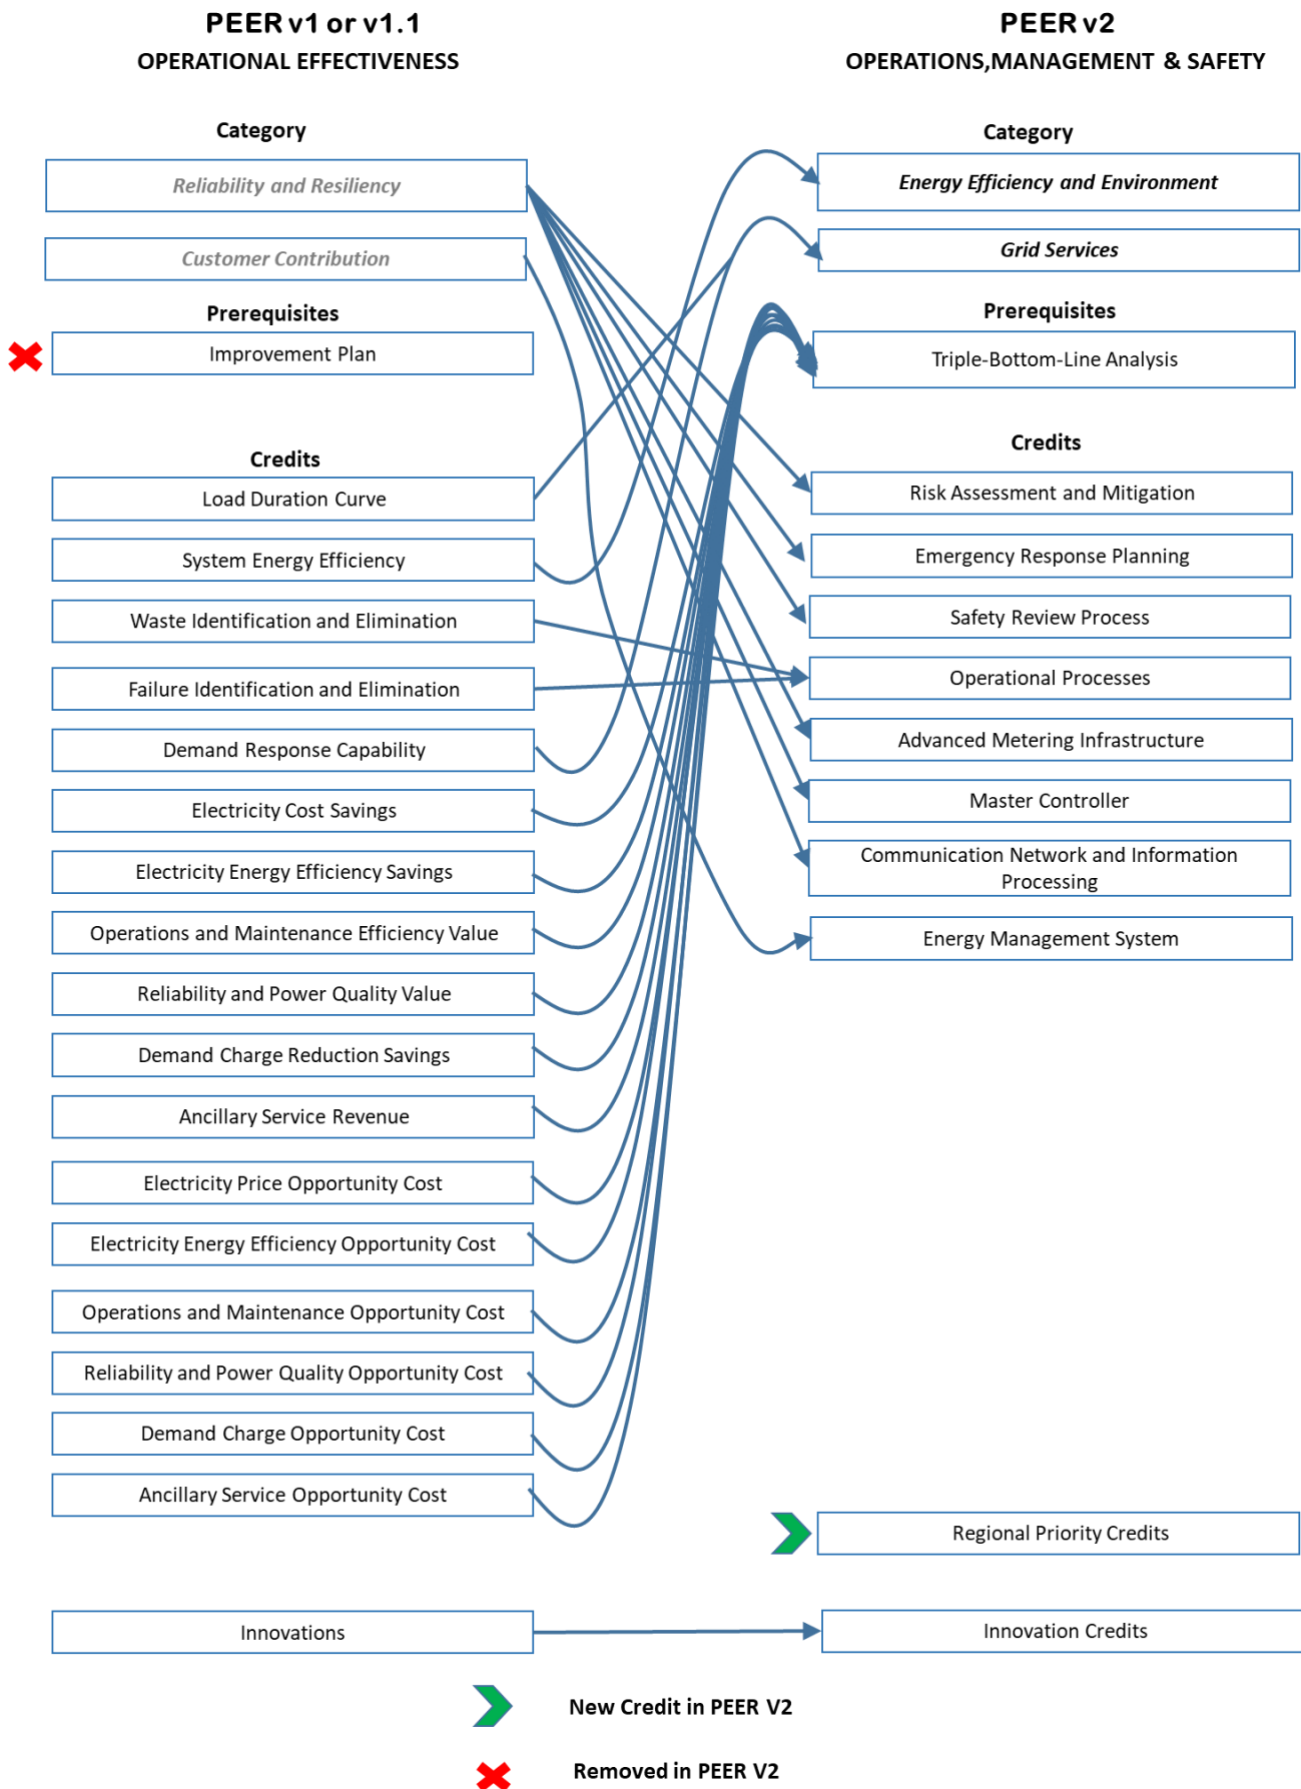 PEER v1 or v1.1
OPERATIONAL EFFECTIVENESS
Category
Reliability and Resiliency
Customer Contribution
Prerequisites
Improvement Plan
Credits
Load Duration Curve
System Energy Efficiency
Waste Identification and Elimination
Failure Identification and Elimination
Demand Response Capability
Electricity Cost Savings
Electricity Energy Efficiency Savings
Operations and Maintenance Efficiency Value
Reliability and Power Quality Value
Demand Charge Reduction Savings
Ancillary Service Revenue
Electricity Price Opportunity Cost
Electricity Energy Efficiency Opportunity Cost
Operations and Maintenance Opportunity Cost
Reliability and Power Quality Opportunity Cost
Demand Charge Opportunity Cost
Ancillary Service Opportunity Cost
Innovations
PEER v2
OPERATIONS,MANAGEMENT & SAFETY
Category
Energy Efficiency and Environment
Grid Services
Prerequisites
Triple-Bottom-Line Analysis
Credits
Risk Assessment and Mitigation
Emergency Response Planning
Safety Review Process
Operational Processes
Advanced Metering Infrastructure
Master Controller
Communication Network and Information
Processing
Energy Management System
Regional Priority Credits
Innovation Credits
New Credit in PEER V2
Removed in PEER V2